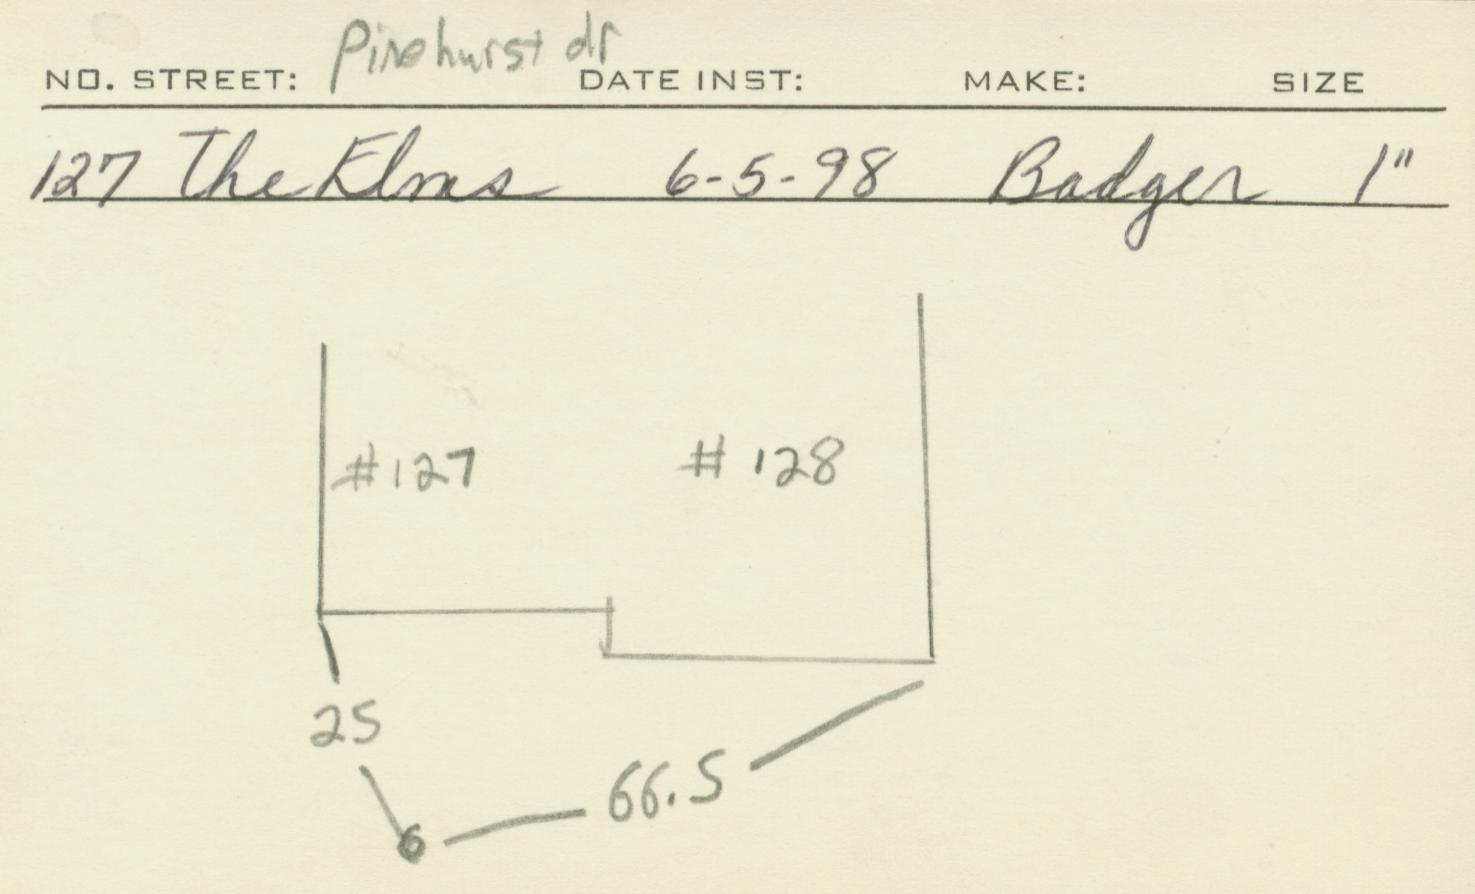 Pinehurst dr
NO. STREET: DATE INST: MAKE: SIZE
127 The Elms 6-5-98 Badger 1"
#127 # 128
25
66.5